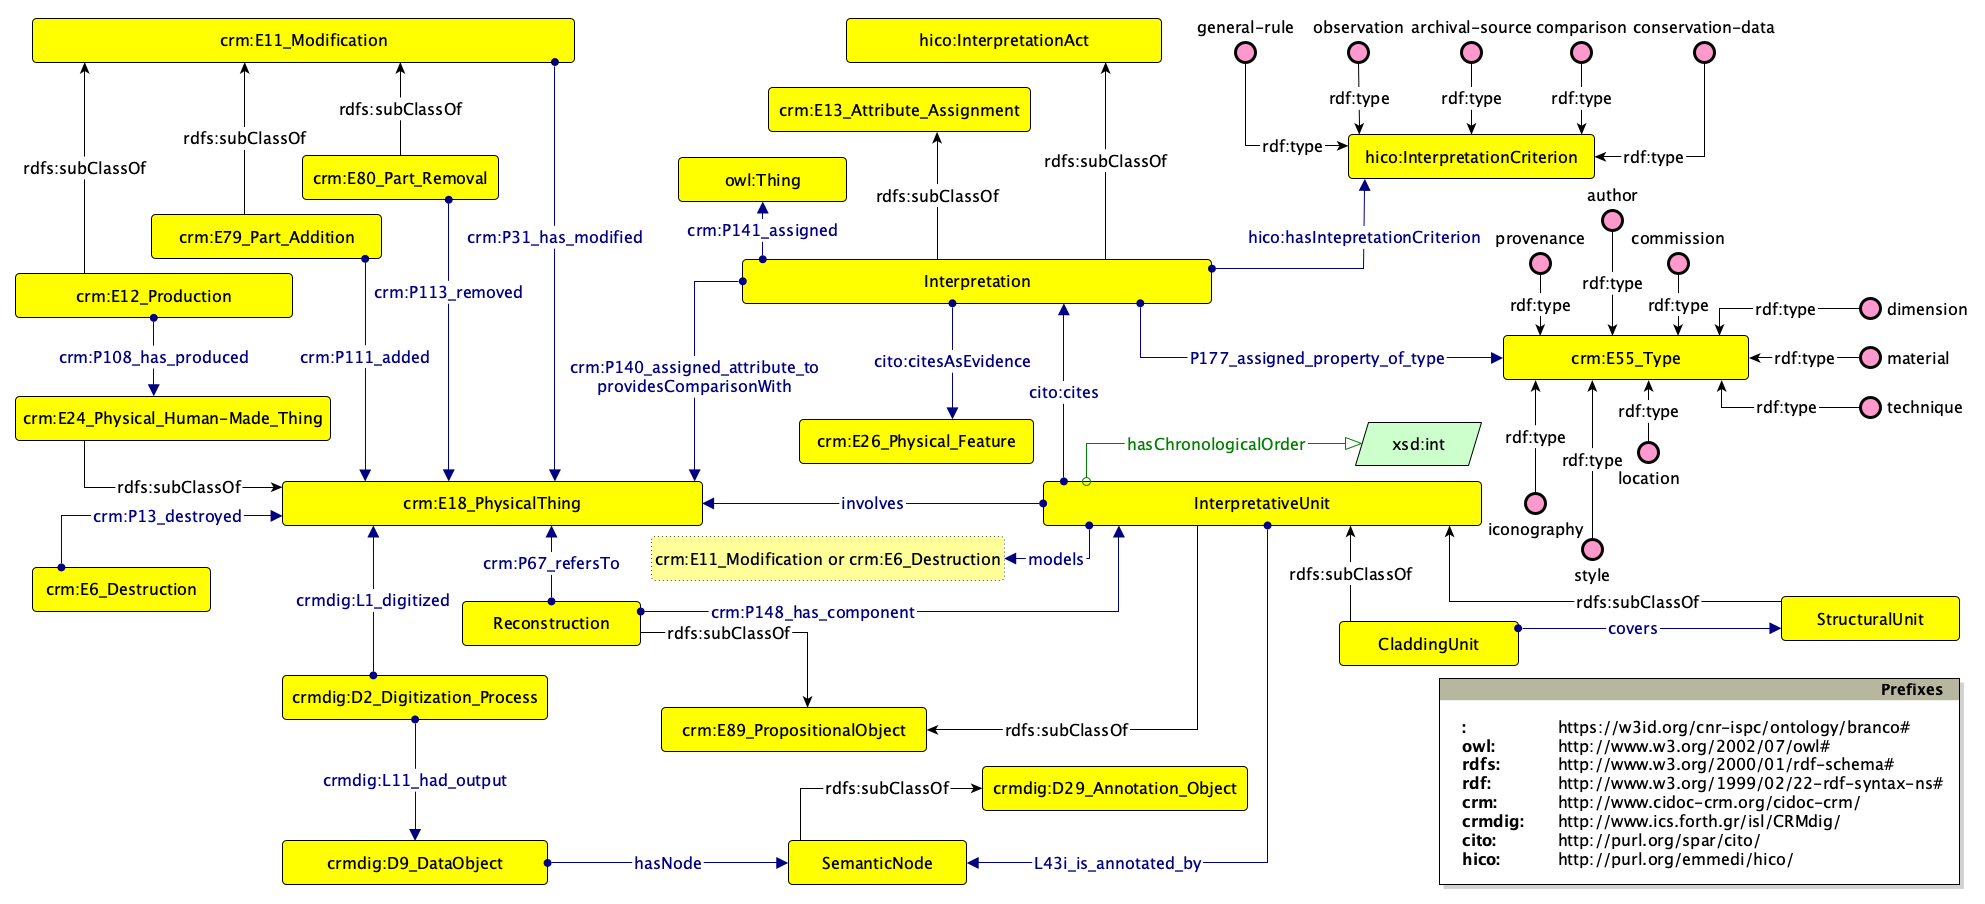 crm:E11_Modification
hico:InterpretationAct
general-rule
observation
archival-source
comparison
conservation-data
rdfs:subClassOf
rdfs:subClassOf
rdfs:subClassOf
crm:E13_Attribute_Assignment
rdf:type
rdf:type
rdf:type
rdf:type
rdf:type
hico:InterpretationCriterion
crm:E80_Part_Removal
owl:Thing
rdfs:subClassOf
rdfs:subClassOf
author
crm:E79_Part_Addition
crm:P31_has_modified
crm:P141_assigned
hico:hasIntepretationCriterion
provenance
commission
crm:E12_Production
crm:P113_removed
Interpretation
rdf:type
rdf:type
rdf:type
rdf:type
dimension
crm:P108_has_produced
crm:P111_added
crm:P140_assigned_attribute_to
providesComparisonWith
cito:citesAsEvidence
P177_assigned_property_of_type
crm:E55_Type
rdf:type
material
cito:cites
crm:E24_Physical_Human-Made_Thing
crm:E26_Physical_Feature
hasChronologicalOrder
xsd:int
rdf:type
rdf:type
technique
rdf:type
rdf:type
location
rdfs:subClassOf
crm:P13_destroyed
crm:E18_PhysicalThing
involves
InterpretativeUnit
iconography
style
crm:E6_Destruction
crm:P67_refersTo
crm:E11_Modification or crm:E6_Destruction
models
rdfs:subClassOf
crmdig:L1_digitized
Reconstruction
crm:P148_has_component
rdfs:subClassOf
rdfs:subClassOf
StructuralUnit
CladdingUnit
covers
crmdig:D2_Digitization_Process
crm:E89_PropositionalObject
rdfs:subClassOf
crmdig:L11_had_output
rdfs:subClassOf
crmdig:D29_Annotation_Object
crmdig:D9_DataObject
hasNode
SemanticNode
L43i_is_annotated_by
Prefixes
: https://w3id.org/cnr-ispc/ontology/branco#
owl: http://www.w3.org/2002/07/owl#
rdfs: http://www.w3.org/2000/01/rdf-schema#
rdf: http://www.w3.org/1999/02/22-rdf-syntax-ns#
crm: http://www.cidoc-crm.org/cidoc-crm/
crmdig: http://www.ics.forth.gr/isl/CRMdig/
cito: http://purl.org/spar/cito/
hico: http://purl.org/emmedi/hico/